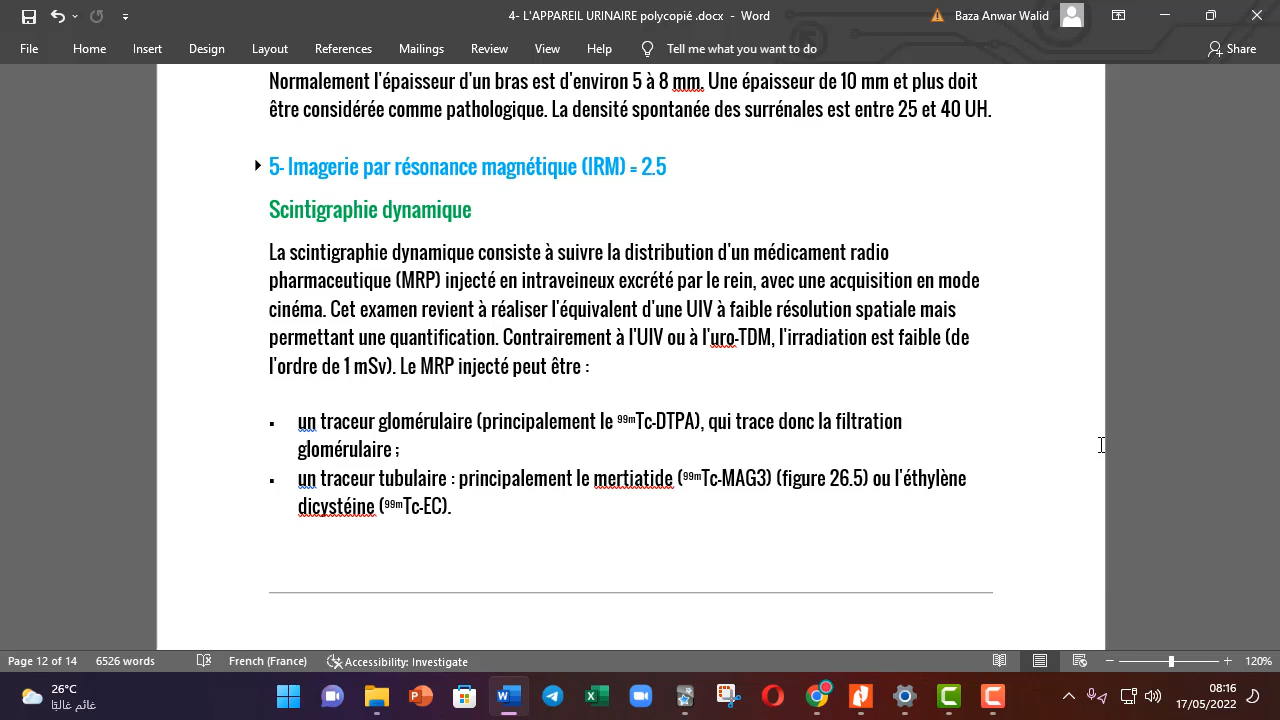 4- L'APPAREIL URINAIRE polycopié .docx - Word
Baza Anwar Walid
File Home Insert Design Layout References Mailings Review View Help Tell me what you want to do Share
Normalement l'épaisseur d'un bras est d'environ 5 à 8 mm. Une épaisseur de 10 mm et plus doit
être considérée comme pathologique. La densité spontanée des surrénales est entre 25 et 40 UH.
5- Imagerie par résonance magnétique (IRM) = 2.5
Scintigraphie dynamique
La scintigraphie dynamique consiste à suivre la distribution d'un médicament radio
pharmaceutique (MRP) injecté en intraveineux excrété par le rein, avec une acquisition en mode
cinéma. Cet examen revient à réaliser l'équivalent d'une UIV à faible résolution spatiale mais
permettant une quantification. Contrairement à l'UIV ou à l'uro-TDM, l'irradiation est faible (de
l'ordre de 1 mSv). Le MRP injecté peut être :
▪ un traceur glomérulaire (principalement le ⁹⁹ᵐTc-DTPA), qui trace donc la filtration
glomérulaire ;
▪ un traceur tubulaire : principalement le mertiatide (⁹⁹ᵐTc-MAG3) (figure 26.5) ou l'éthylène
dicystéine (⁹⁹ᵐTc-EC).
Page 12 of 14 6526 words French (France) Accessibility: Investigate 120%
26°C
غائم غالبًا
08:16
17/05/2022